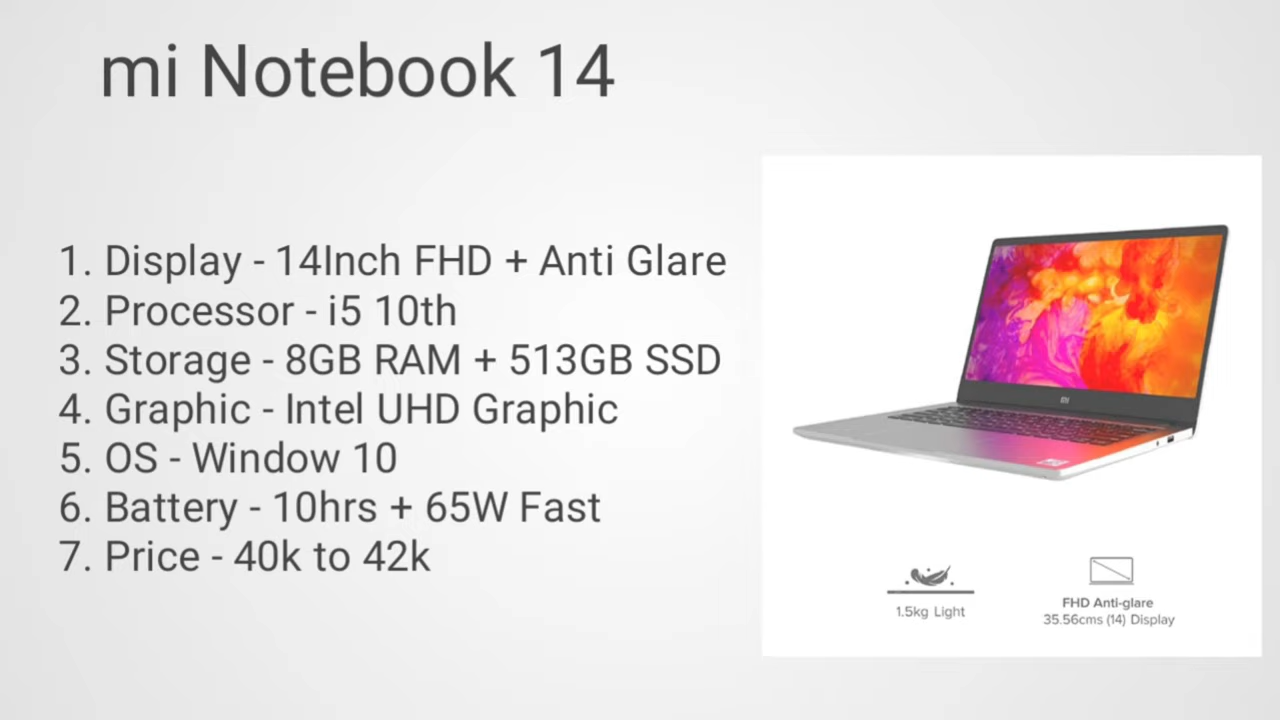 mi Notebook 14
1. Display - 14Inch FHD + Anti Glare
2. Processor - i5 10th
3. Storage - 8GB RAM + 513GB SSD
4. Graphic - Intel UHD Graphic
5. OS - Window 10
6. Battery - 10hrs + 65W Fast
7. Price - 40k to 42k
mi
1.5kg Light
FHD Anti-glare
35.56cms (14) Display